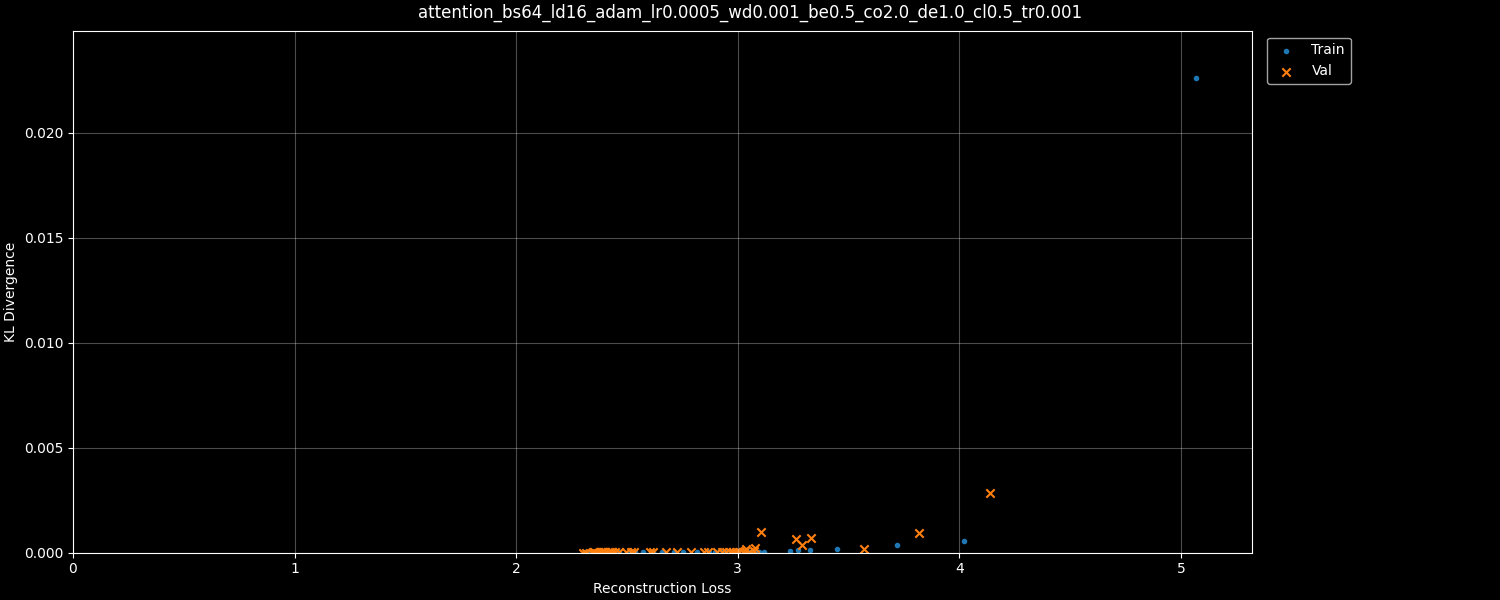 attention_bs64_ld16_adam_lr0.0005_wd0.001_be0.5_co2.0_de1.0_cl0.5_tr0.001
Train
Val
0.020
0.015
0.010
0.005
0.000
KL Divergence
0 1 2 3 4 5
Reconstruction Loss